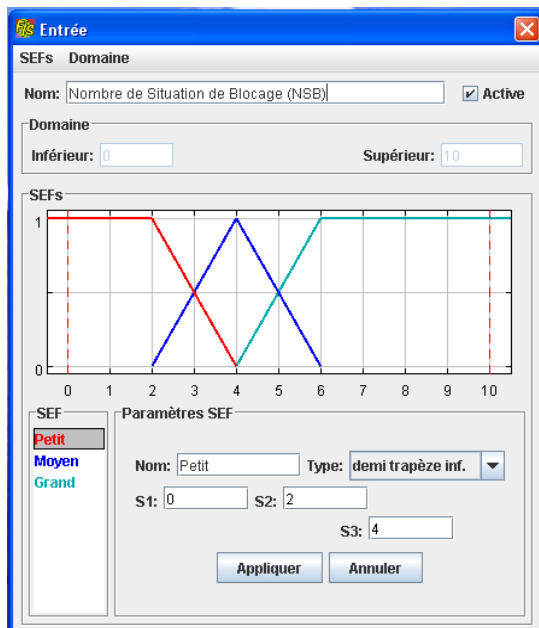 Fis Entrée
SEFs Domaine
Nom: Nombre de Situation de Blocage (NSB) Active
Domaine
Inférieur: 0 Supérieur: 10
SEFs
1
0
0 1 2 3 4 5 6 7 8 9 10
SEF Paramètres SEF
Petit
Moyen
Grand
Nom: Petit Type: demi trapèze inf.
S1: 0 S2: 2
S3: 4
Appliquer Annuler